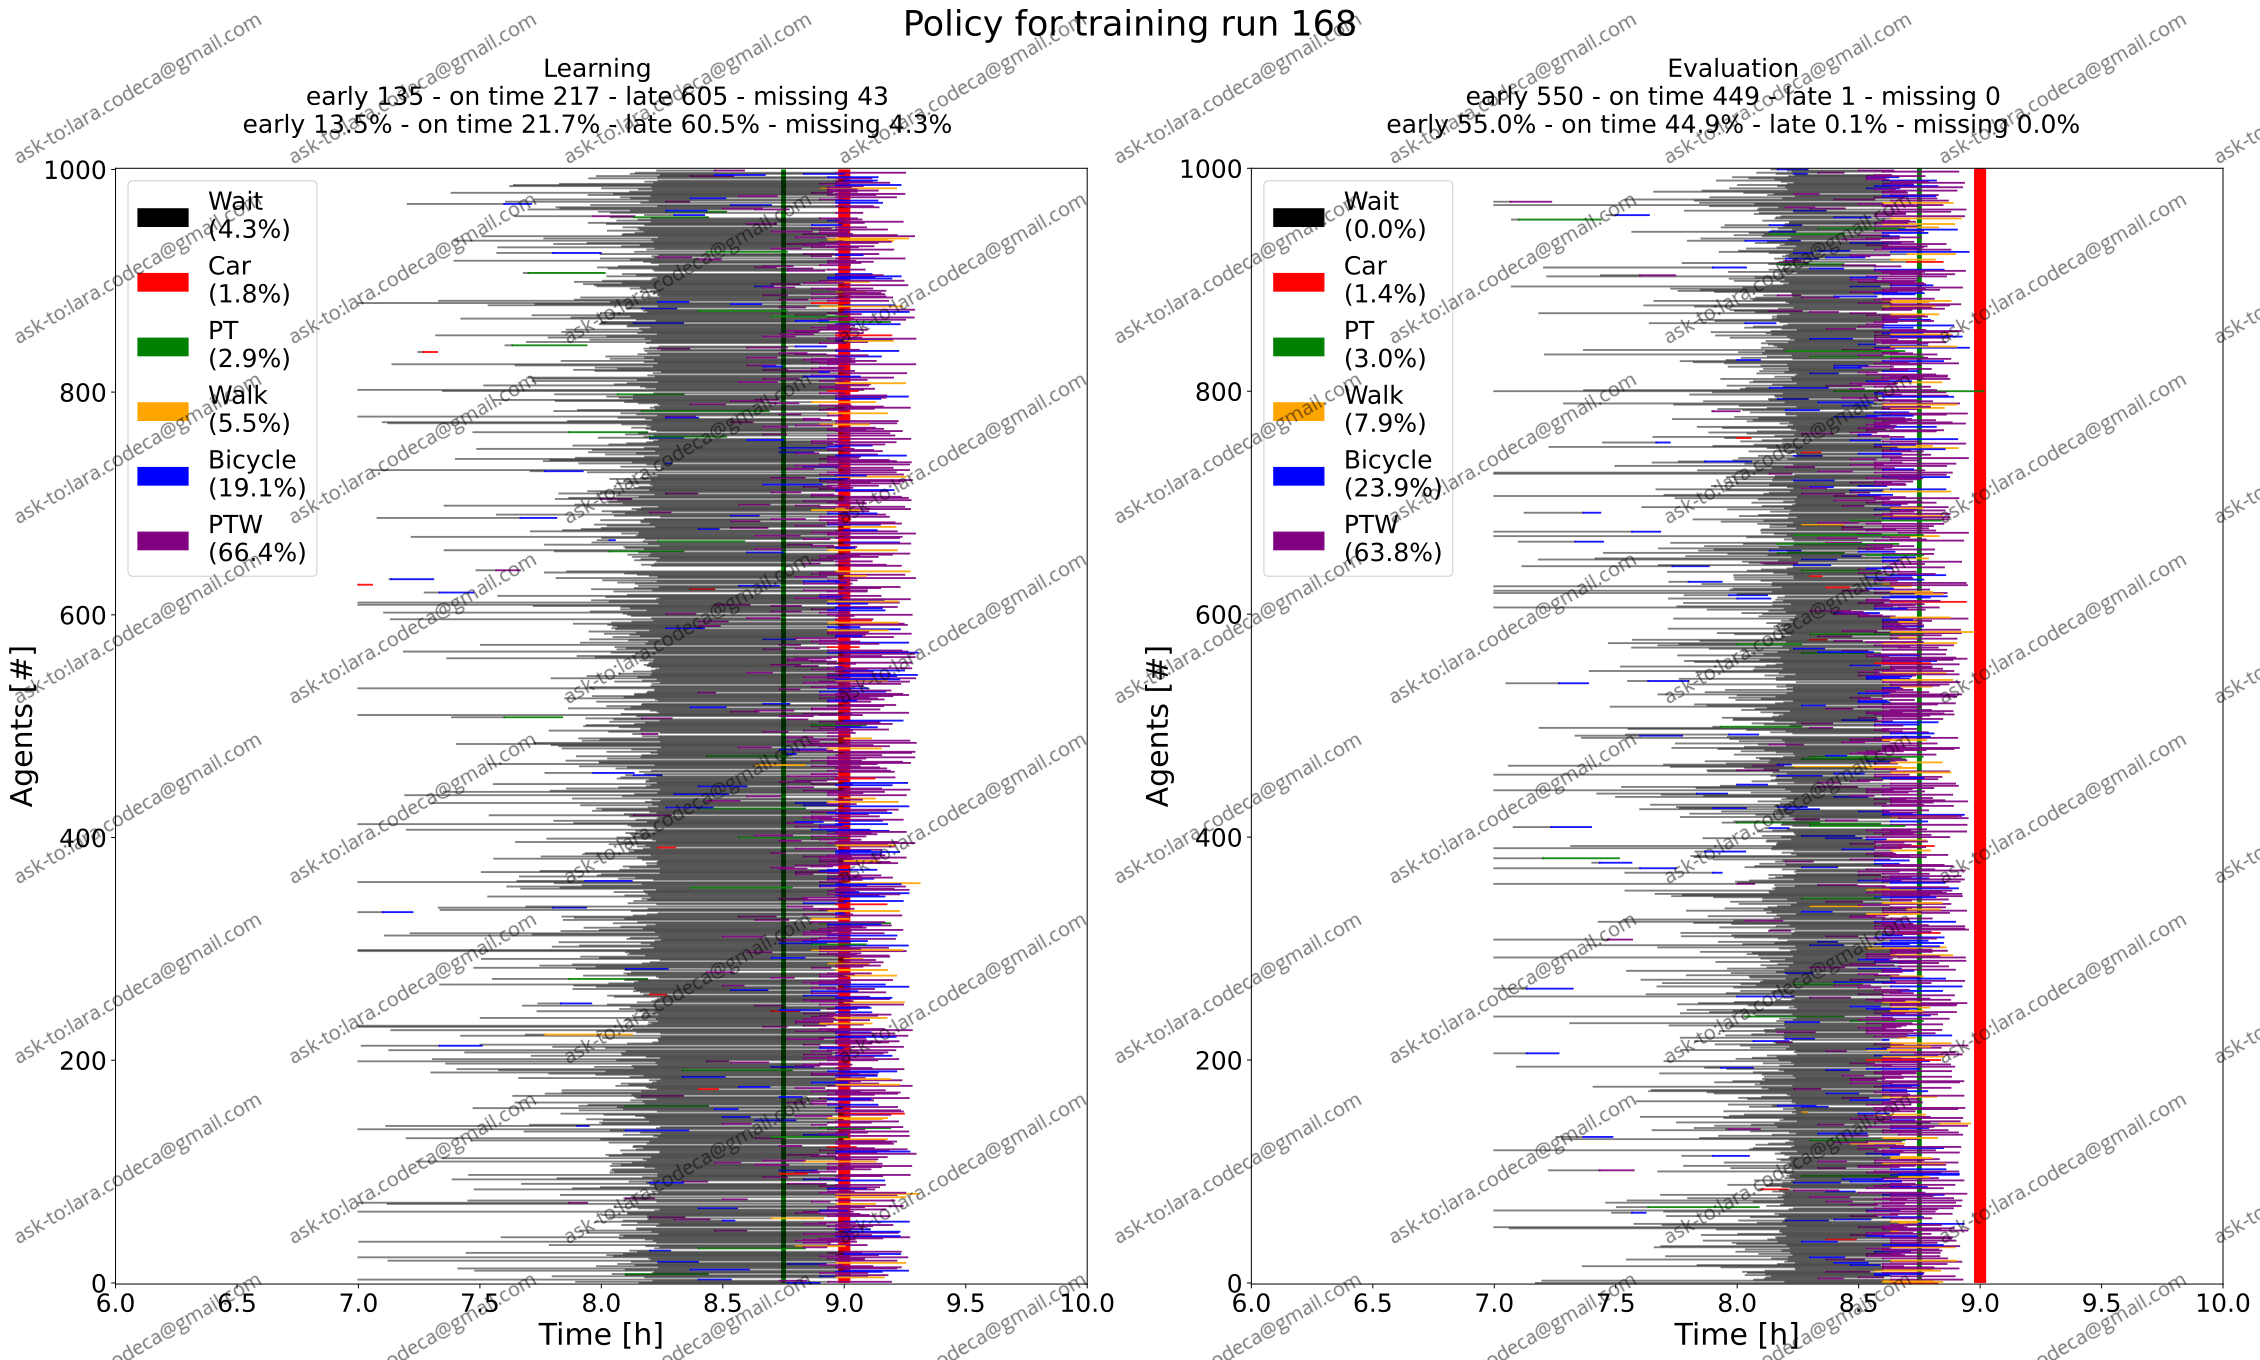 Policy for training run 168
Learning
early 135 - on time 217 - late 605 - missing 43
early 13.5% - on time 21.7% - late 60.5% - missing 4.3%
1000
800
600
400
200
0
Agents [#]
Wait
(4.3%)
Car
(1.8%)
PT
(2.9%)
Walk
(5.5%)
Bicycle
(19.1%)
PTW
(66.4%)
6.0 6.5 7.0 7.5 8.0 8.5 9.0 9.5 10.0
Time [h]
Evaluation
early 550 - on time 449 - late 1 - missing 0
early 55.0% - on time 44.9% - late 0.1% - missing 0.0%
1000
800
600
400
200
0
Agents [#]
Wait
(0.0%)
Car
(1.4%)
PT
(3.0%)
Walk
(7.9%)
Bicycle
(23.9%)
PTW
(63.8%)
6.0 6.5 7.0 7.5 8.0 8.5 9.0 9.5 10.0
Time [h]
ask-to:lara.codeca@gmail.com